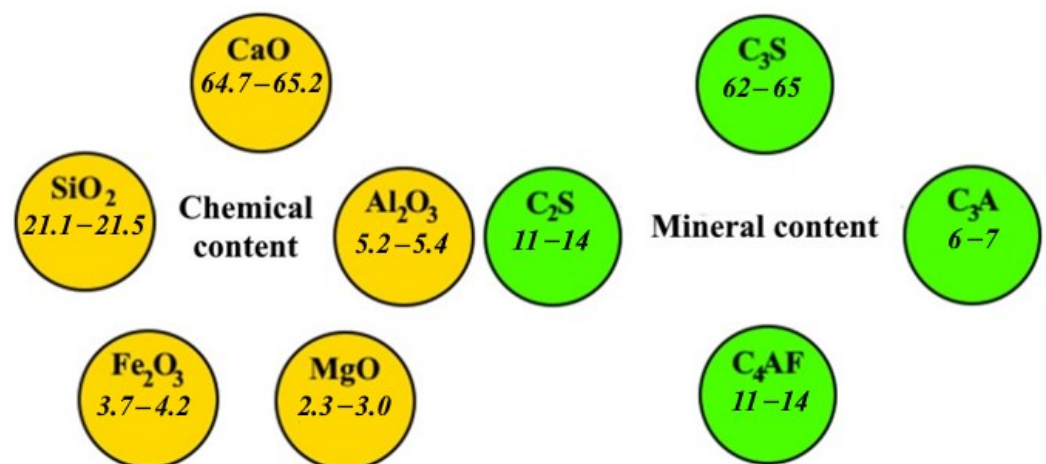 CaO
64.7–65.2
SiO₂
21.1–21.5
Chemical
content
Al₂O₃
5.2–5.4
Fe₂O₃
3.7–4.2
MgO
2.3–3.0
C₃S
62–65
C₂S
11–14
Mineral content
C₃A
6–7
C₄AF
11–14